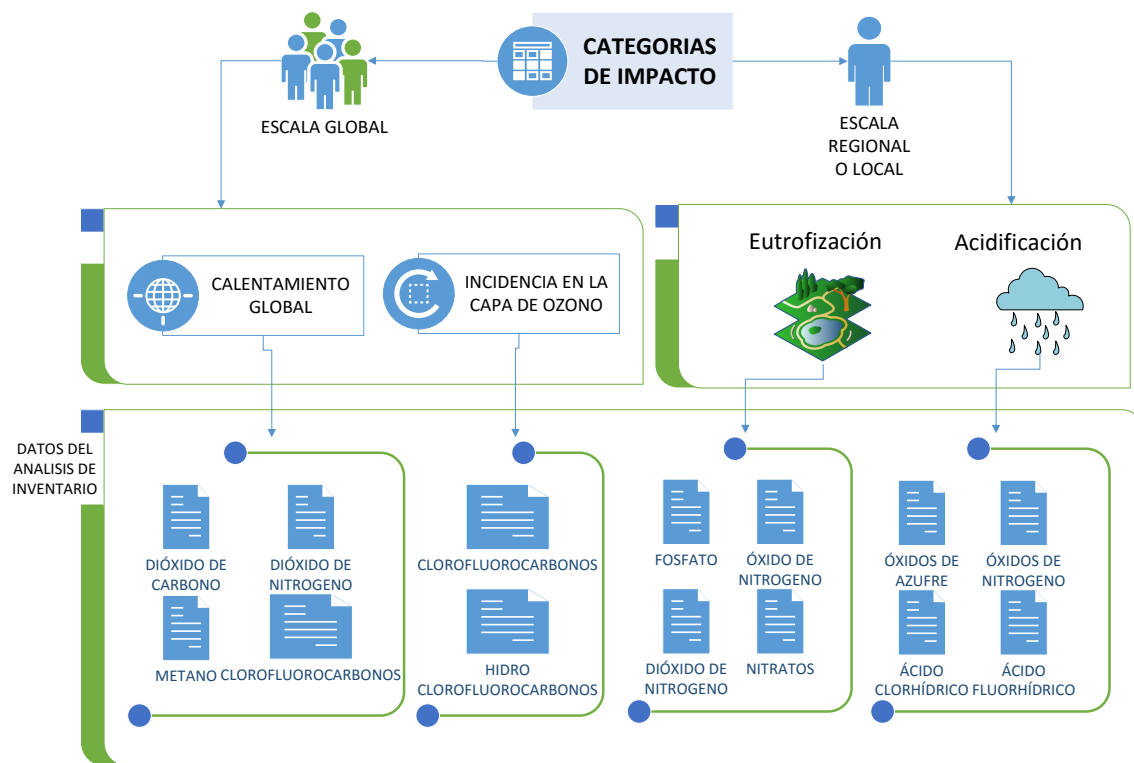 CATEGORIAS
DE IMPACTO
ESCALA GLOBAL
ESCALA
REGIONAL
O LOCAL
CALENTAMIENTO
GLOBAL
INCIDENCIA EN LA
CAPA DE OZONO
Eutrofización
Acidificación
DATOS DEL
ANALISIS DE
INVENTARIO
DIÓXIDO DE
CARBONO
DIÓXIDO DE
NITROGENO
METANO
CLOROFLUOROCARBONOS
CLOROFLUOROCARBONOS
HIDRO
CLOROFLUOROCARBONOS
FOSFATO
ÓXIDO DE
NITROGENO
DIÓXIDO DE
NITROGENO
NITRATOS
ÓXIDOS DE
AZUFRE
ÓXIDOS DE
NITROGENO
ÁCIDO
CLORHÍDRICO
ÁCIDO
FLUORHÍDRICO